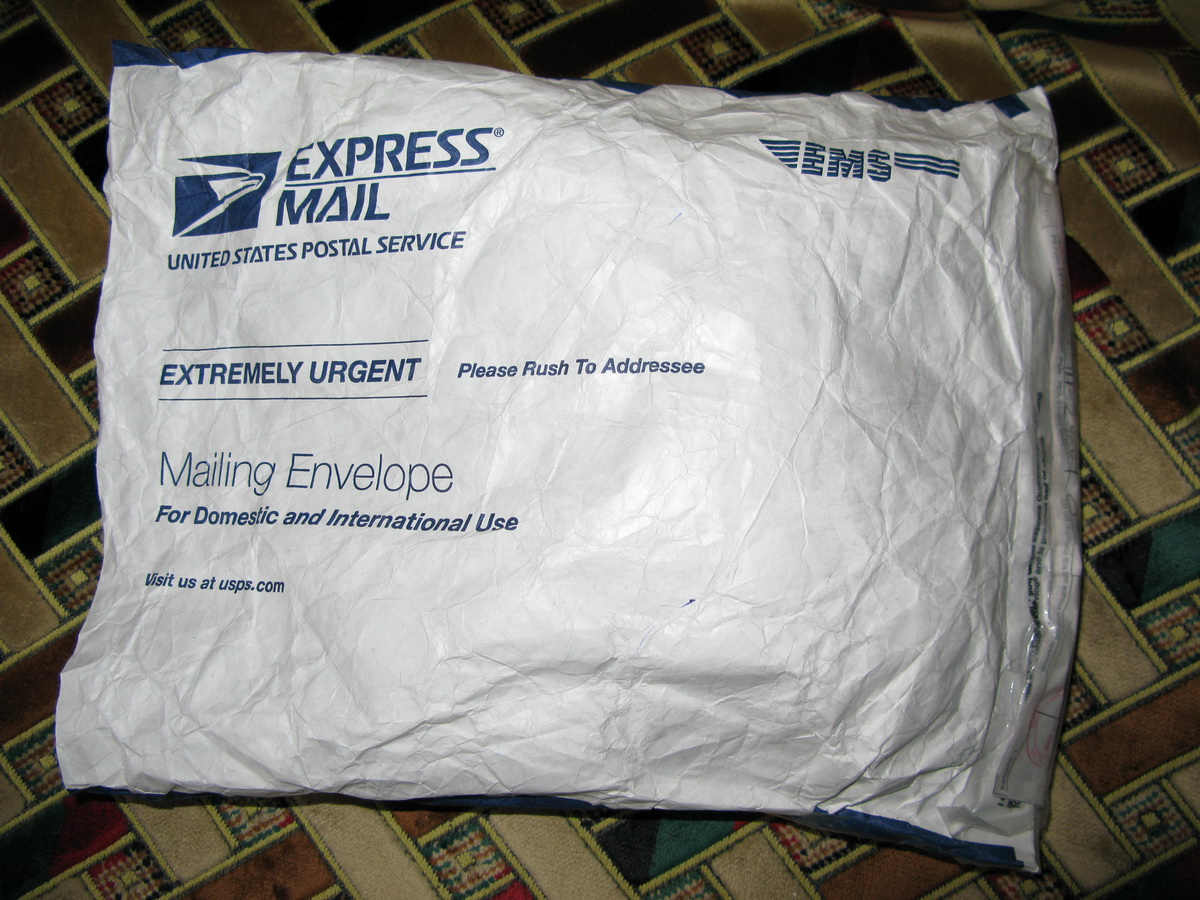 EXPRESS®
MAIL
UNITED STATES POSTAL SERVICE
EMS
EXTREMELY URGENT
Please Rush To Addressee
Mailing Envelope
For Domestic and International Use
Visit us at usps.com